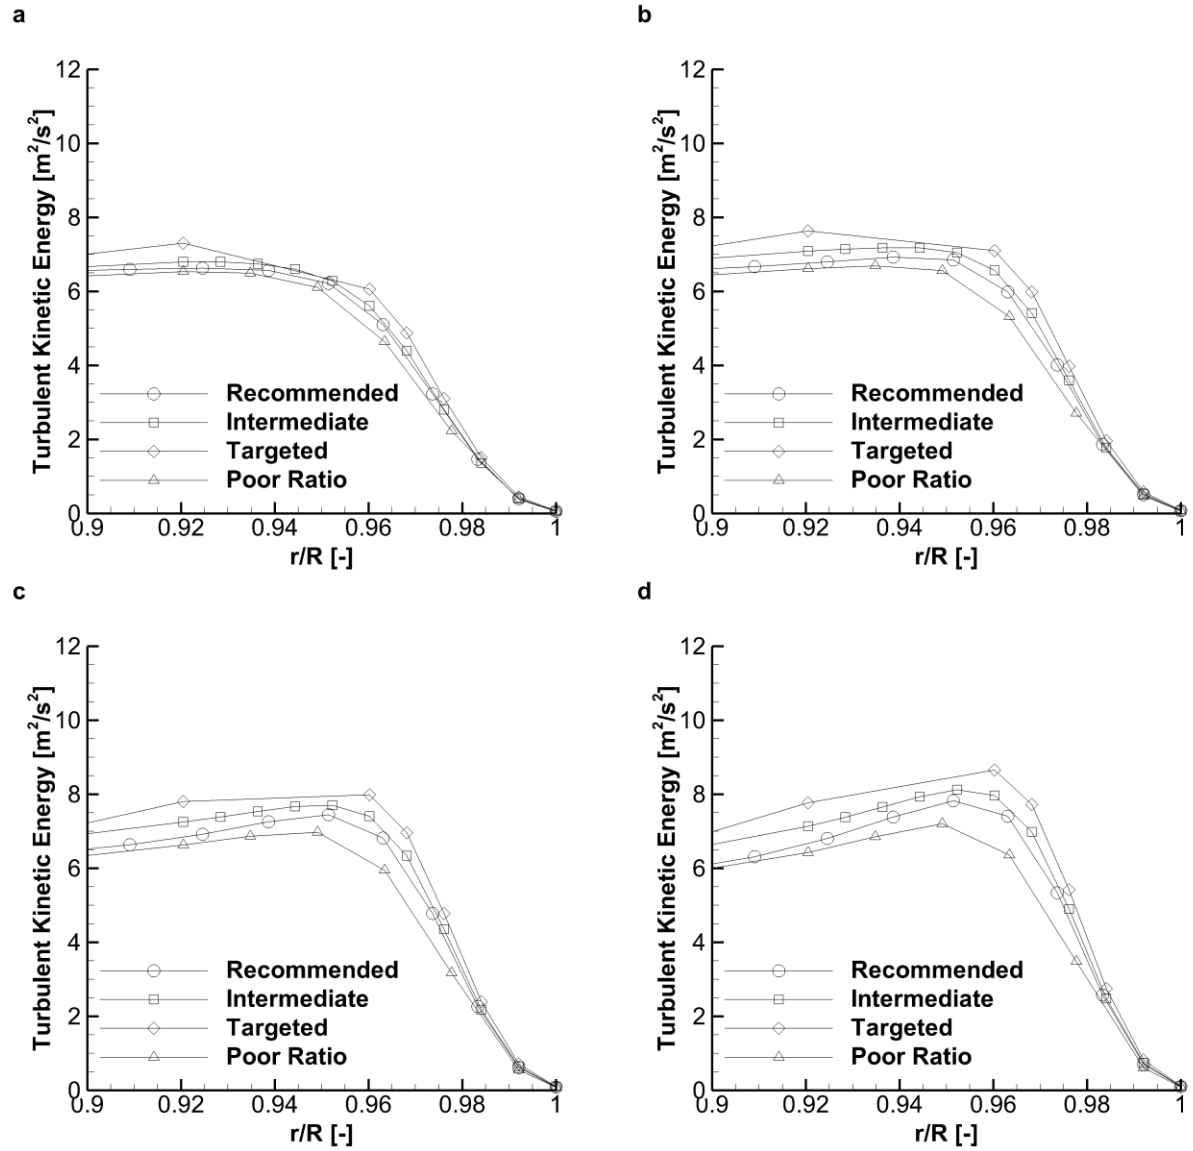 a
12
10
8
6
4
2
0
Turbulent Kinetic Energy [m²/s²]
Recommended
Intermediate
Targeted
Poor Ratio
0.9 0.92 0.94 0.96 0.98 1
r/R [-]
b
12
10
8
6
4
2
0
Turbulent Kinetic Energy [m²/s²]
Recommended
Intermediate
Targeted
Poor Ratio
0.9 0.92 0.94 0.96 0.98 1
r/R [-]
c
12
10
8
6
4
2
0
Turbulent Kinetic Energy [m²/s²]
Recommended
Intermediate
Targeted
Poor Ratio
0.9 0.92 0.94 0.96 0.98 1
r/R [-]
d
12
10
8
6
4
2
0
Turbulent Kinetic Energy [m²/s²]
Recommended
Intermediate
Targeted
Poor Ratio
0.9 0.92 0.94 0.96 0.98 1
r/R [-]